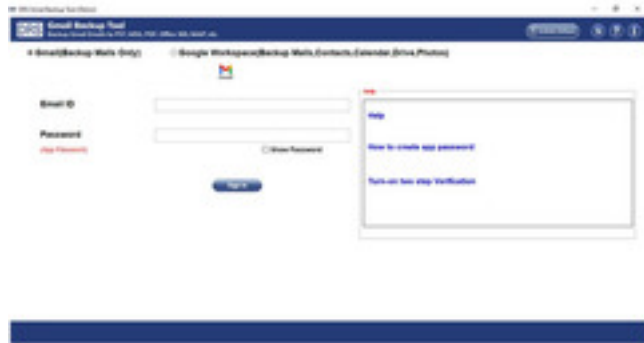 Gmail Backup Tool
Gmail(Backup Mails Only)
Google Workspace(Backup Mails,Contacts,Calendar,Drive,Photos)
Email ID
Password
(App Password)
Show Password
Sign In
Help
Help
How to create app password
Turn-on two step Verification